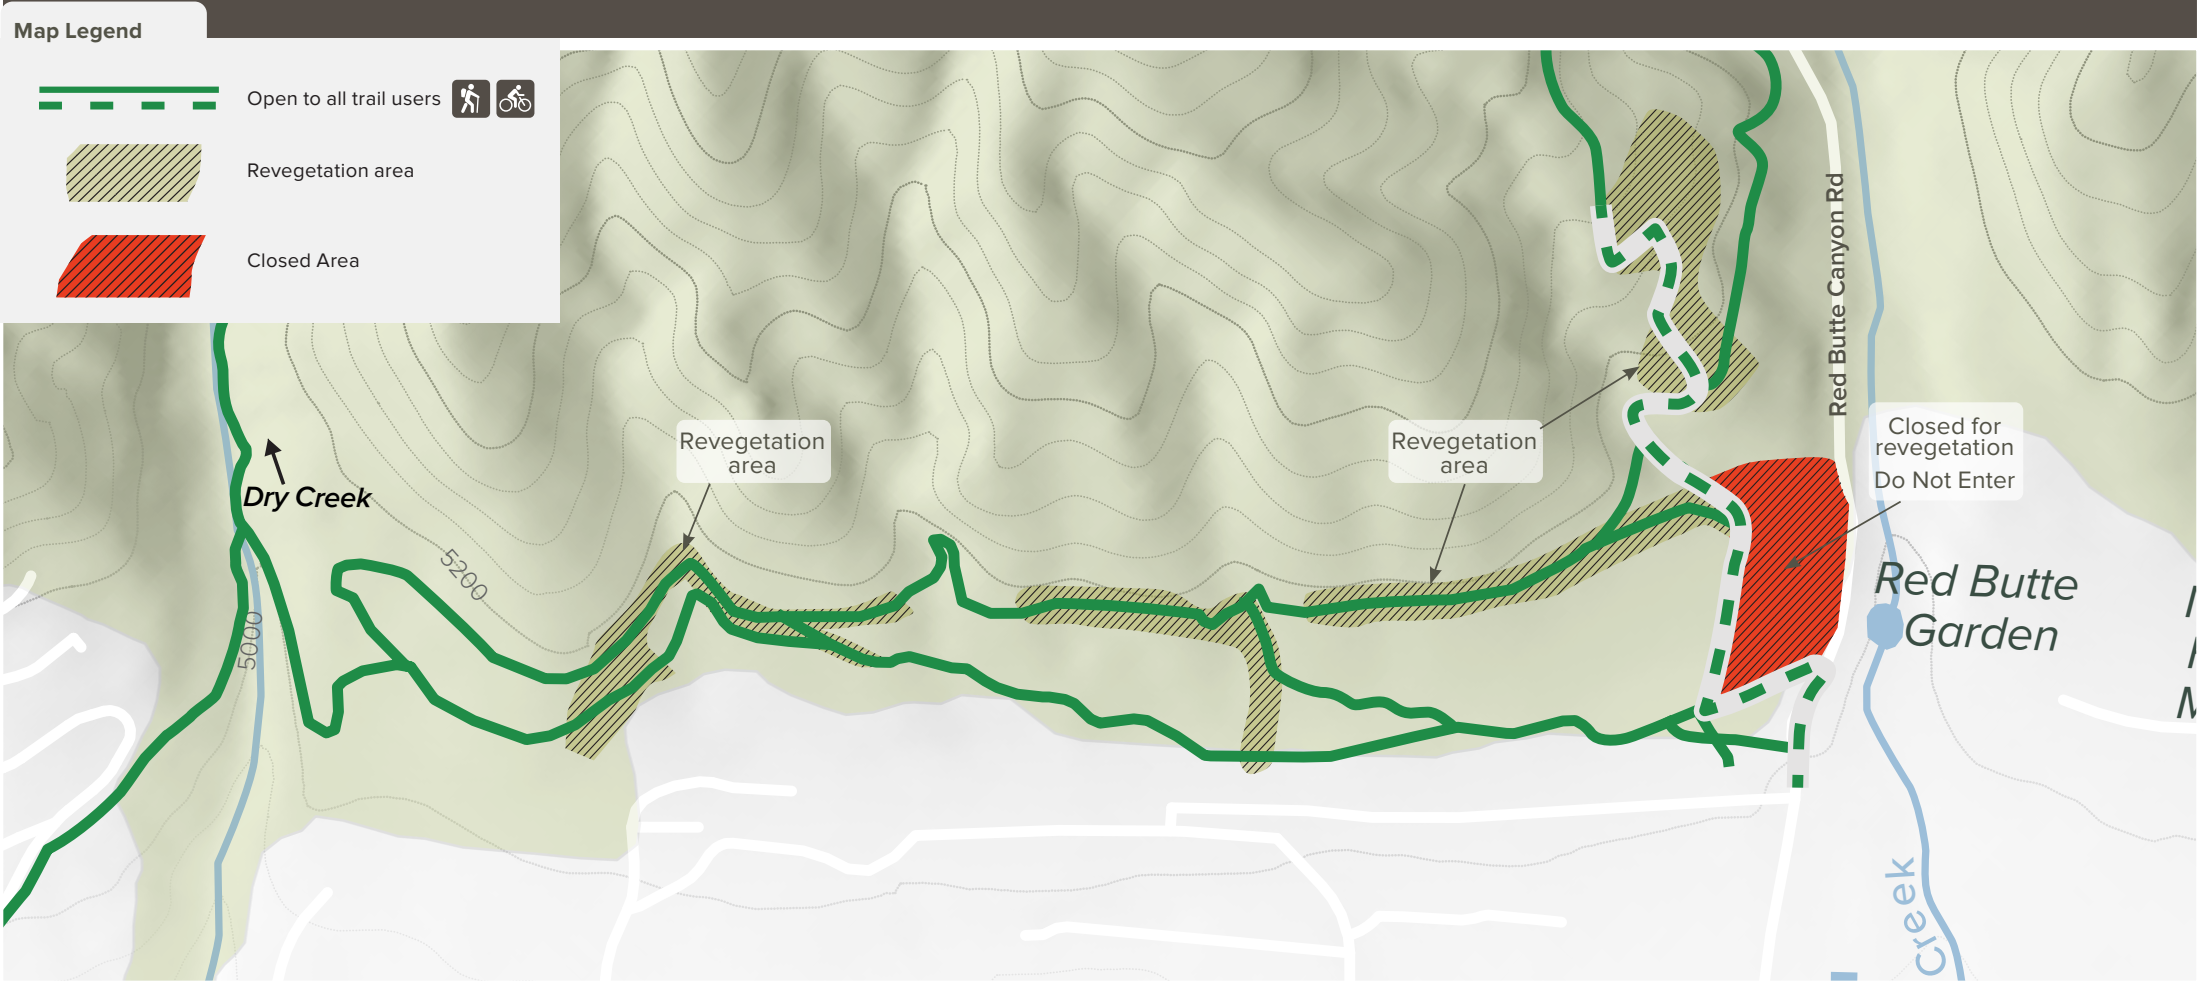 Map Legend
Open to all trail users
Revegetation area
Closed Area
Red Butte Canyon Rd
Revegetation
area
Revegetation
area
Closed for
revegetation
Do Not Enter
Dry Creek
5200
5000
Red Butte
Garden
Creek